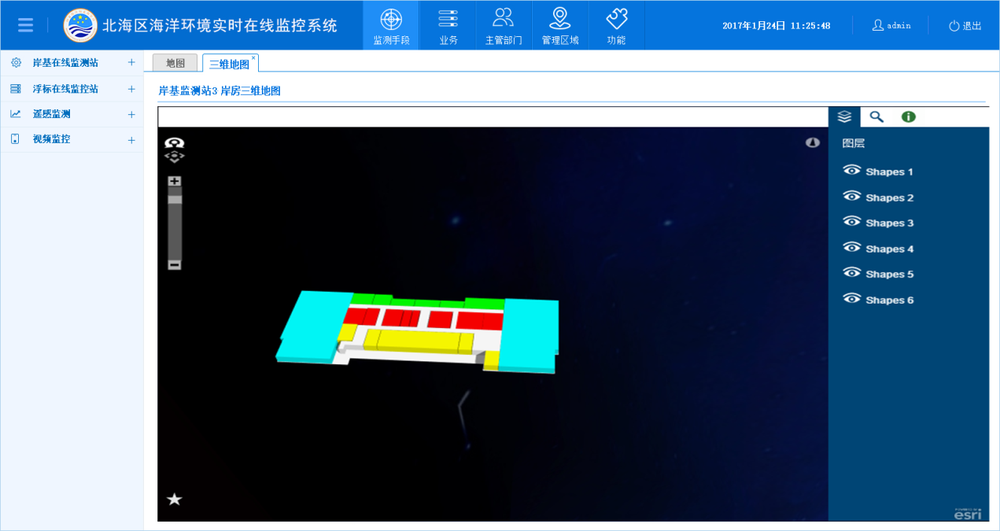 北海区海洋环境实时在线监控系统
监测手段
业务
主管部门
管理区域
功能
2017年1月24日 11:25:48
admin
退出
岸基在线监测站 +
浮标在线监控站 +
遥感监测 +
视频监控 +
地图
三维地图 ×
岸基监测站3 岸房三维地图
图层
Shapes 1
Shapes 2
Shapes 3
Shapes 4
Shapes 5
Shapes 6
POWERED BY
esri